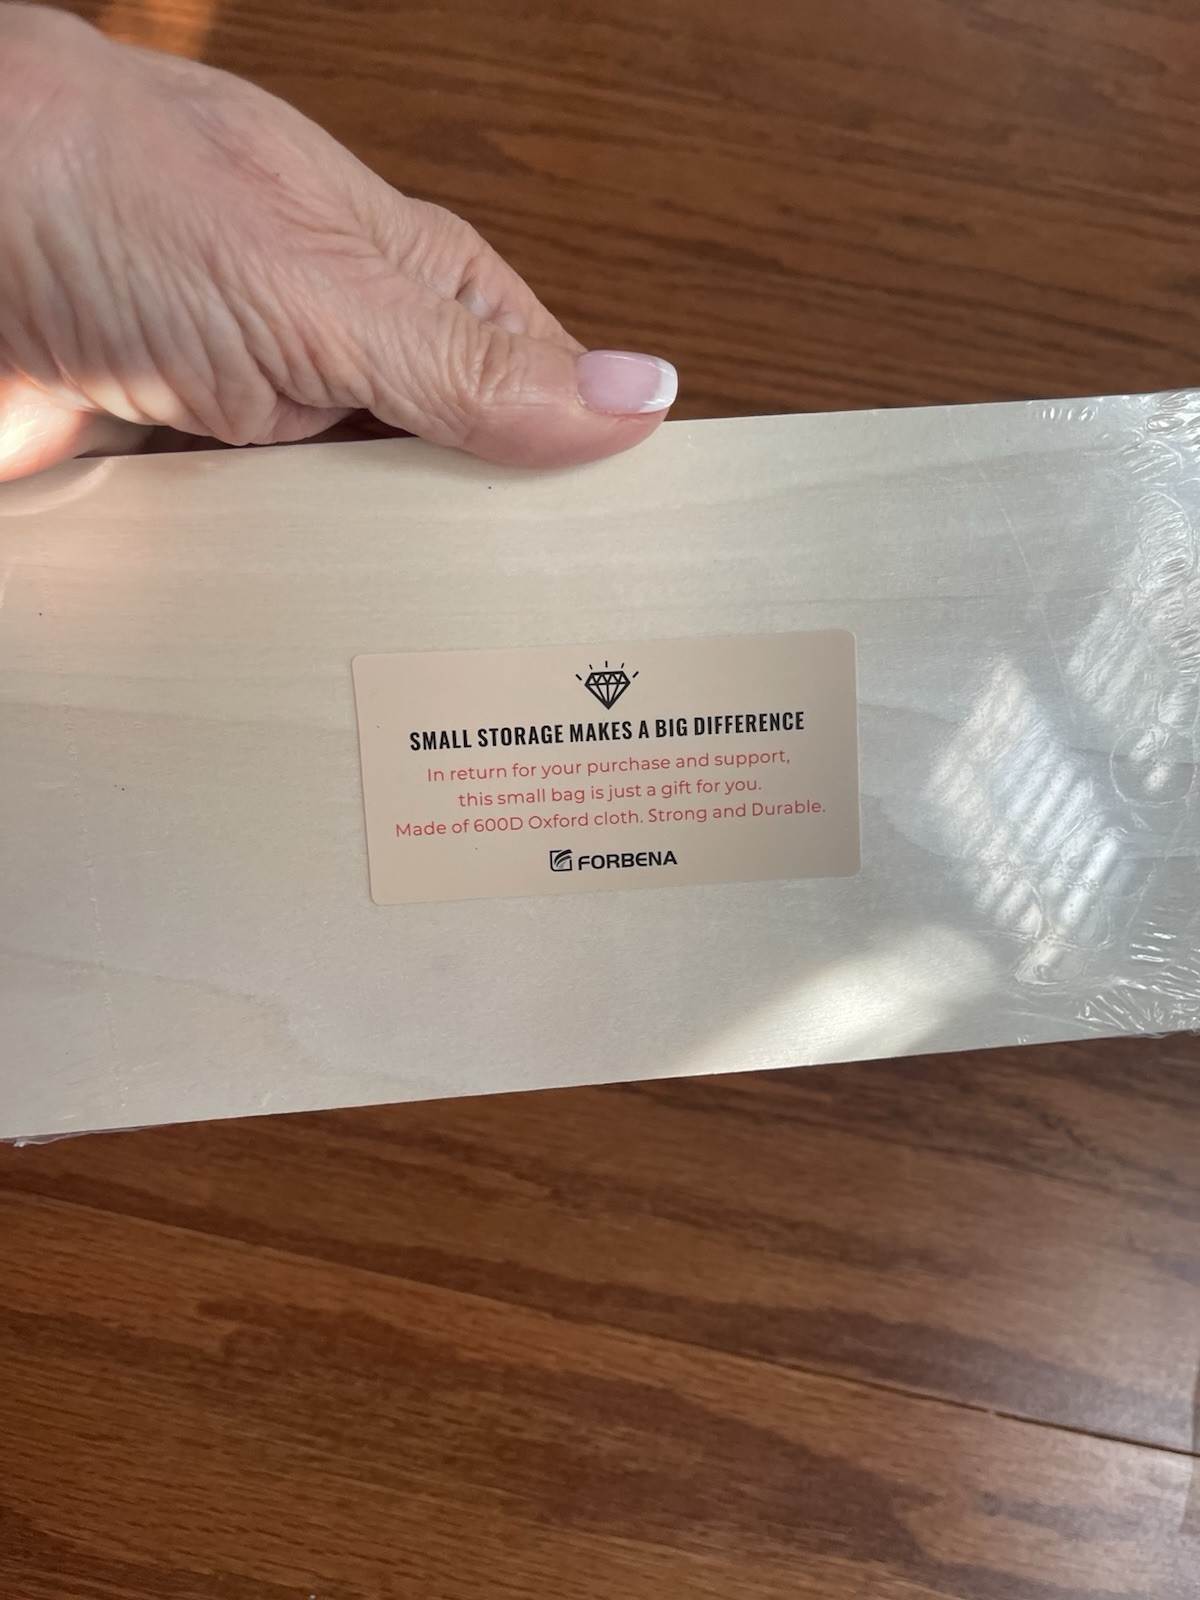 SMALL STORAGE MAKES A BIG DIFFERENCE
In return for your purchase and support,
this small bag is just a gift for you.
Made of 600D Oxford cloth. Strong and Durable.
FORBENA